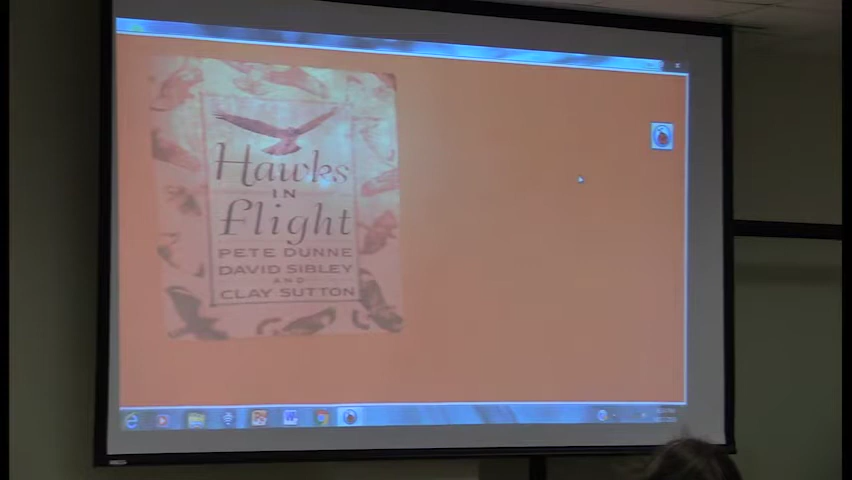 Hawks
IN
flight
PETE DUNNE
DAVID SIBLEY
AND
CLAY SUTTON